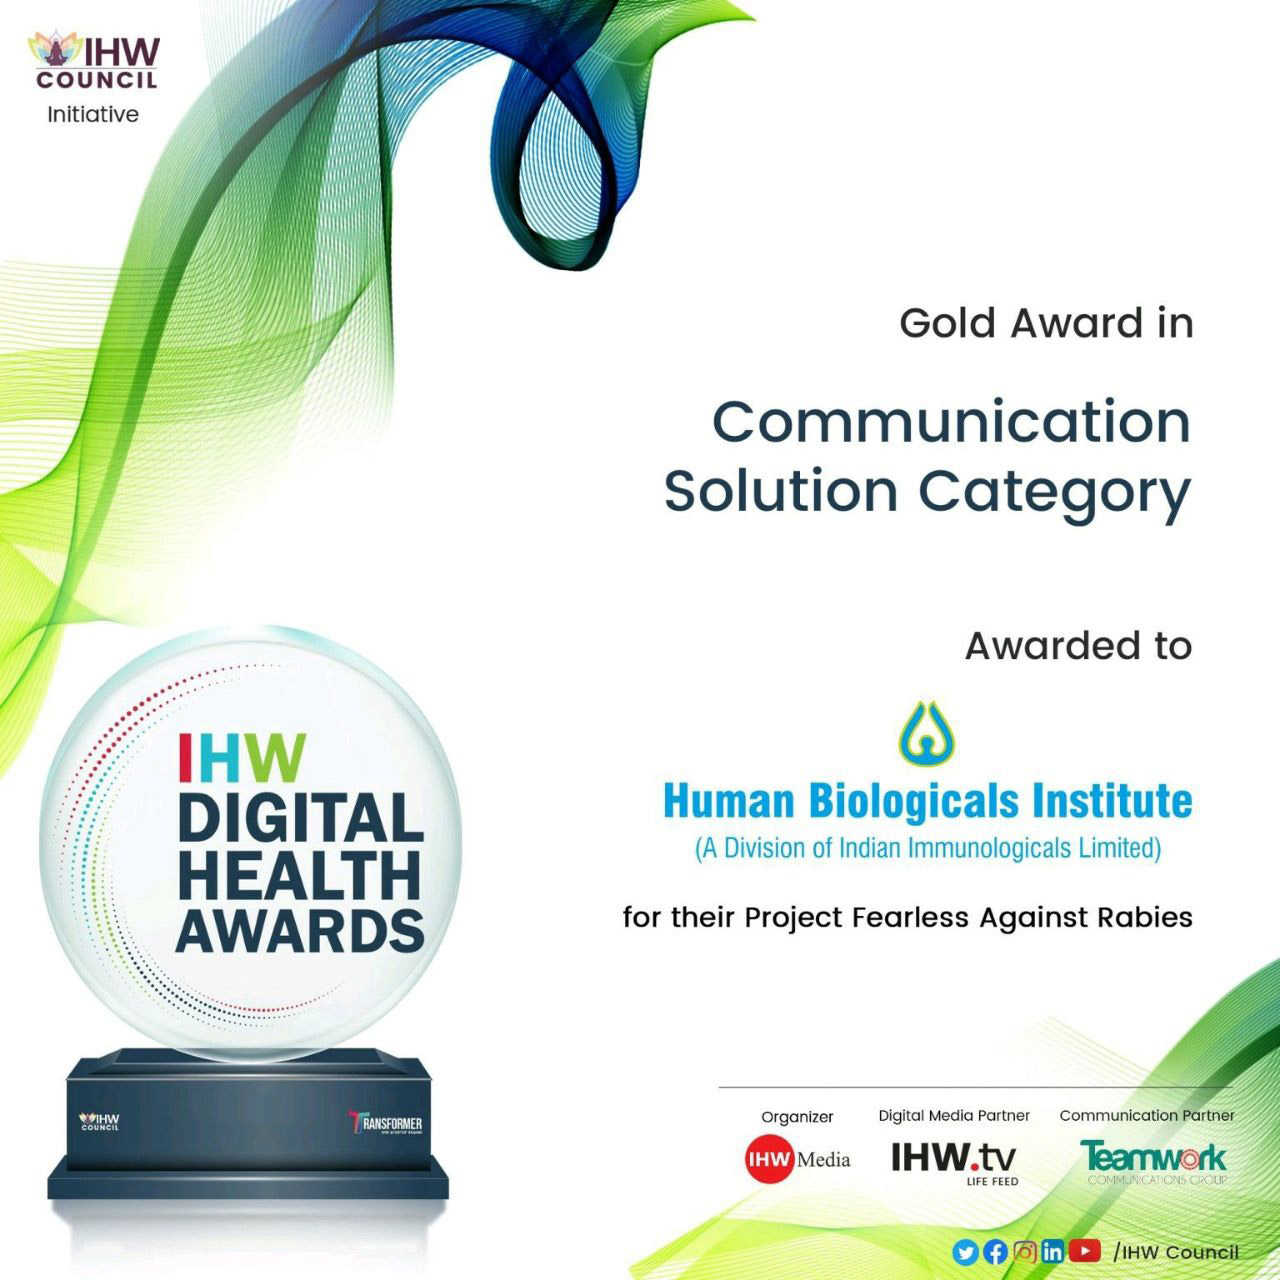 IHW
COUNCIL
Initiative
Gold Award in
Communication
Solution Category
Awarded to
Human Biologicals Institute
(A Division of Indian Immunologicals Limited)
for their Project Fearless Against Rabies
IHW
DIGITAL
HEALTH
AWARDS
IHW
COUNCIL
TRANSFORMER
Organizer
IHW Media
Digital Media Partner
IHW.tv
LIFE FEED
Communication Partner
Teamwork
COMMUNICATIONS GROUP
/IHW Council